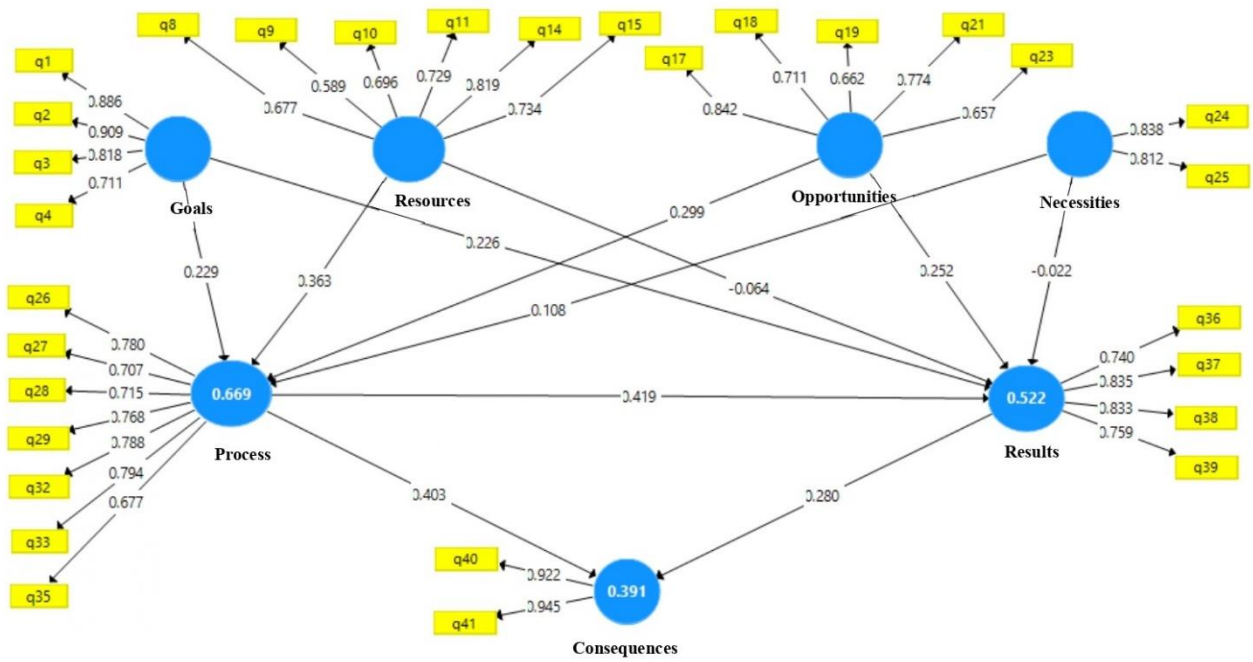 q8
q9
q10
q11
q14
q15
q17
q18
q19
q21
q23
q1
q2
q3
q4
q24
q25
0.886
0.909
0.818
0.711
0.677
0.589
0.696
0.729
0.819
0.734
0.842
0.711
0.662
0.774
0.657
0.838
0.812
Goals
Resources
Opportunities
Necessities
0.229
0.363
0.226
0.299
-0.064
0.108
0.252
-0.022
q26
q27
q28
q29
q32
q33
q35
0.780
0.707
0.715
0.768
0.788
0.794
0.677
0.669
Process
0.419
0.522
Results
0.740
0.835
0.833
0.759
q36
q37
q38
q39
0.403
0.280
q40
q41
0.922
0.945
0.391
Consequences